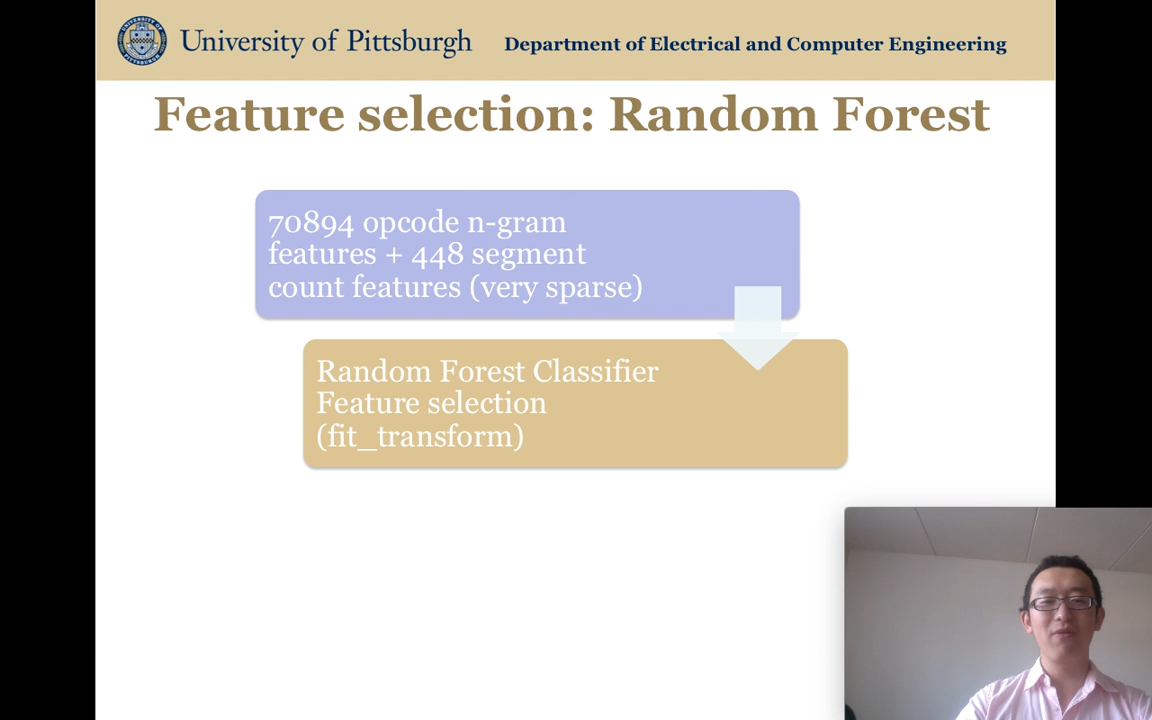 University of Pittsburgh
Department of Electrical and Computer Engineering
Feature selection: Random Forest
70894 opcode n-gram
features + 448 segment
count features (very sparse)
Random Forest Classifier
Feature selection
(fit_transform)